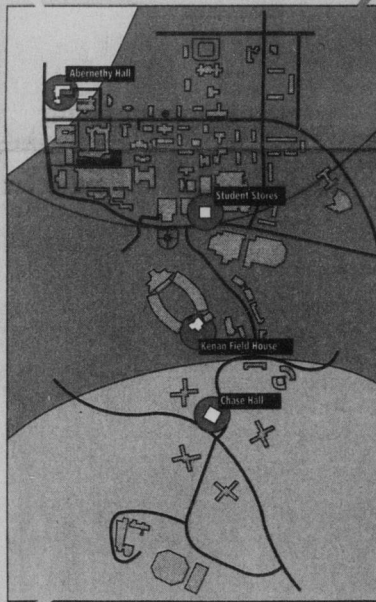 Abernethy Hall
Student Stores
Kenan Field House
Chase Hall